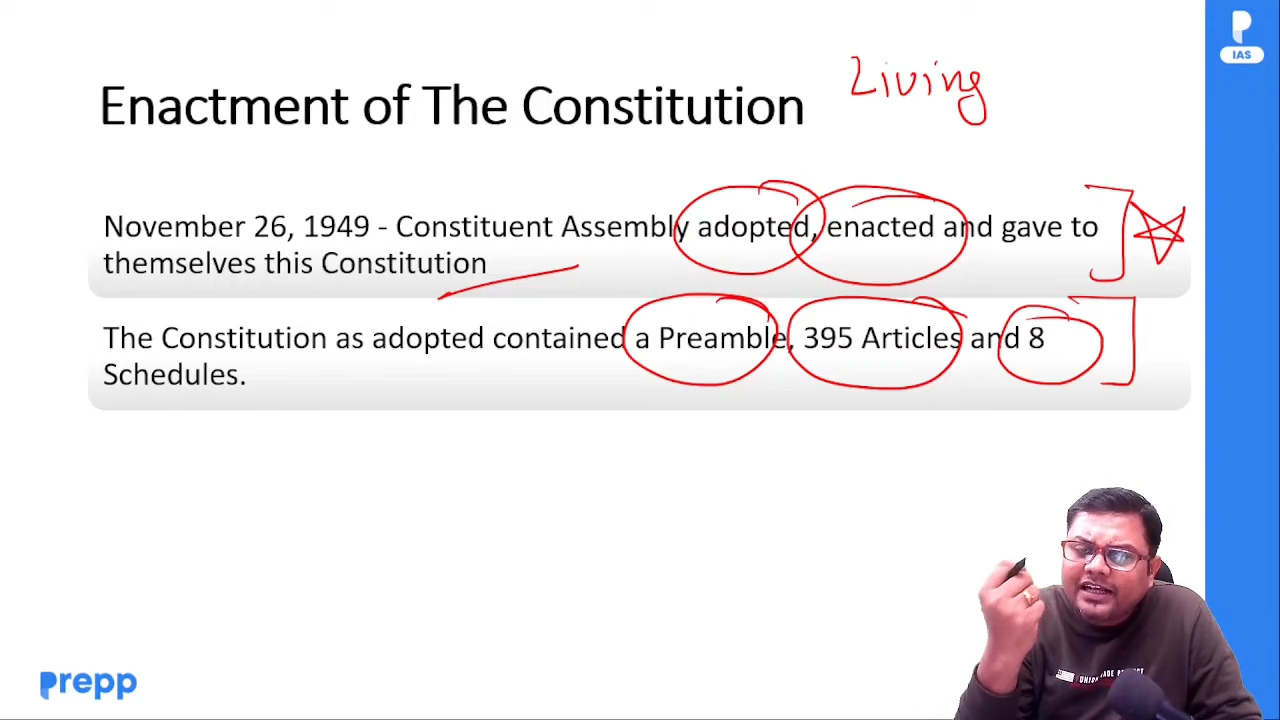 IAS
Living
Enactment of The Constitution
November 26, 1949 - Constituent Assembly adopted, enacted and gave to
themselves this Constitution
The Constitution as adopted contained a Preamble, 395 Articles and 8
Schedules.
prepp